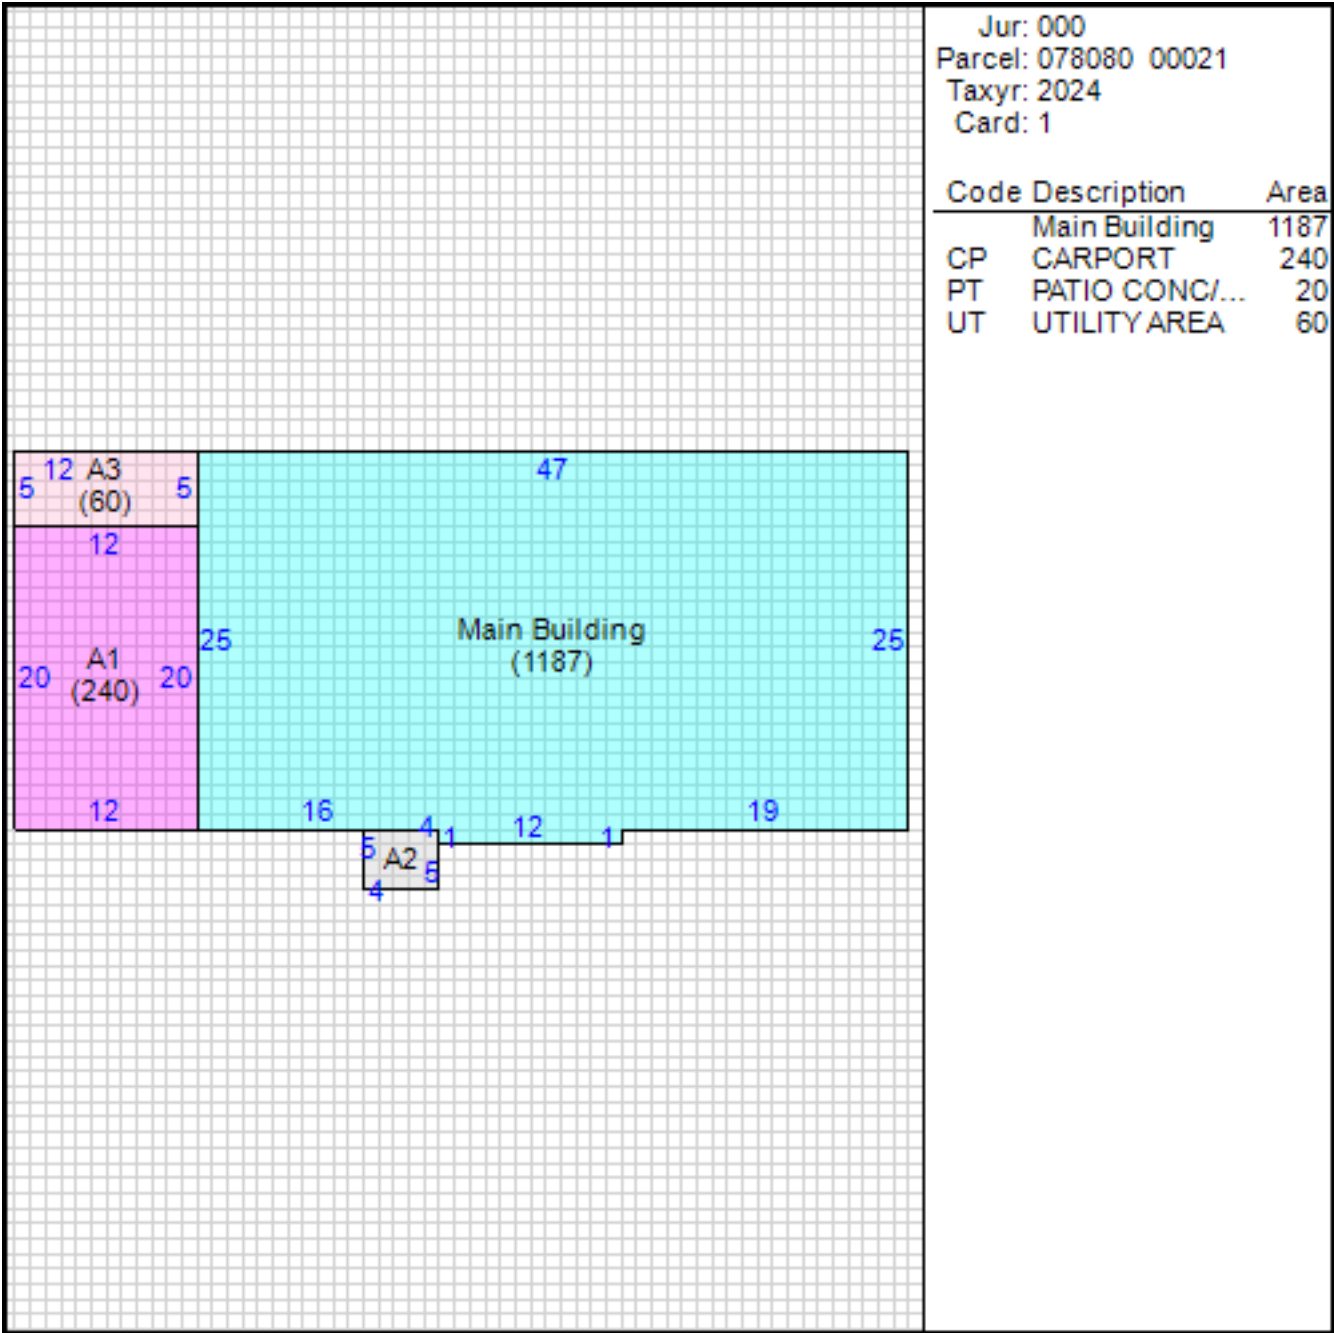 Jur: 000
Parcel: 078080 00021
Taxyr: 2024
Card: 1
Code Description Area
Main Building 1187
CP CARPORT 240
PT PATIO CONC/... 20
UT UTILITY AREA 60
12 A3
5 (60) 5
12
A1
20 (240) 20
12
47
25 Main Building 25
(1187)
16 4 1 12 1 19
5 A2 5
4